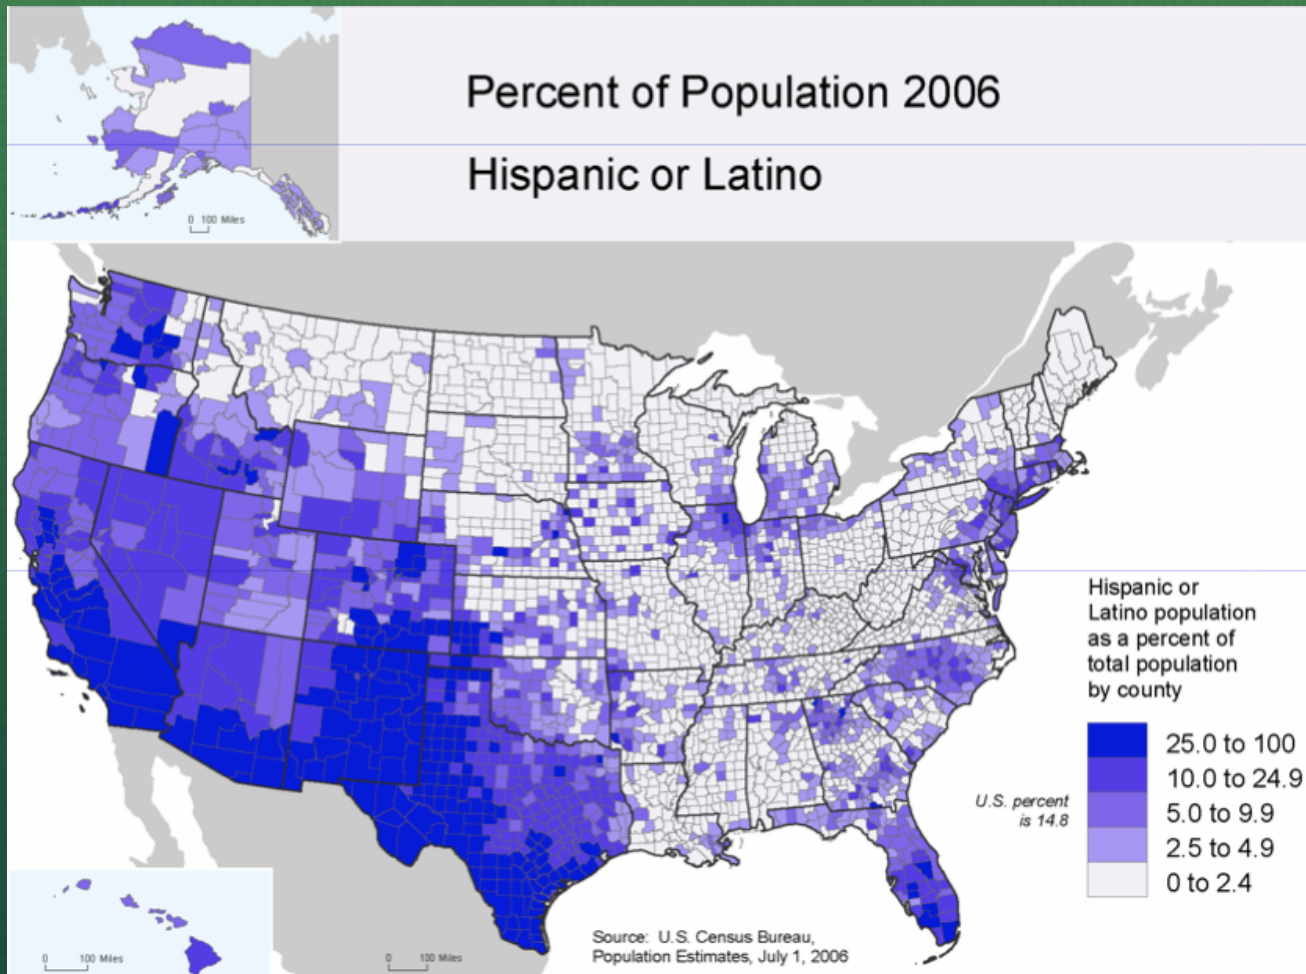 Percent of Population 2006
Hispanic or Latino
0 100 Miles
Hispanic or
Latino population
as a percent of
total population
by county
25.0 to 100
10.0 to 24.9
5.0 to 9.9
2.5 to 4.9
0 to 2.4
U.S. percent
is 14.8
Source: U.S. Census Bureau,
Population Estimates, July 1, 2006
0 100 Miles
0 100 Miles